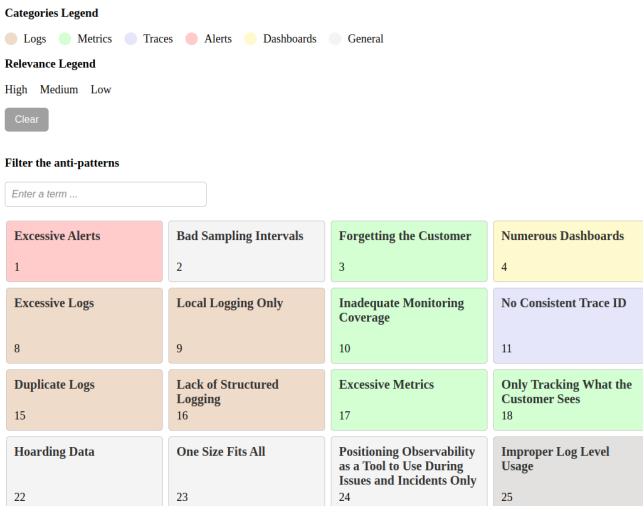 Categories Legend
Logs Metrics Traces Alerts Dashboards General
Relevance Legend
High Medium Low
Clear
Filter the anti-patterns
Enter a term ...
Excessive Alerts
1
Bad Sampling Intervals
2
Forgetting the Customer
3
Numerous Dashboards
4
Excessive Logs
8
Local Logging Only
9
Inadequate Monitoring
Coverage
10
No Consistent Trace ID
11
Duplicate Logs
15
Lack of Structured
Logging
16
Excessive Metrics
17
Only Tracking What the
Customer Sees
18
Hoarding Data
22
One Size Fits All
23
Positioning Observability
as a Tool to Use During
Issues and Incidents Only
24
Improper Log Level
Usage
25